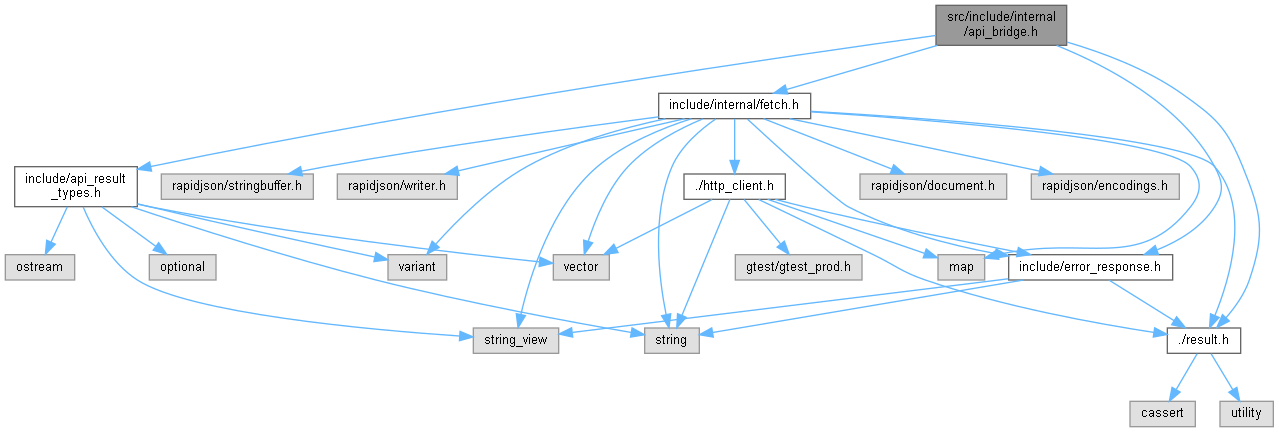 src/include/internal
/api_bridge.h
include/internal/fetch.h
include/api_result
_types.h
rapidjson/stringbuffer.h
rapidjson/writer.h
./http_client.h
rapidjson/document.h
rapidjson/encodings.h
ostream
optional
variant
vector
gtest/gtest_prod.h
map
include/error_response.h
string_view
string
./result.h
cassert
utility